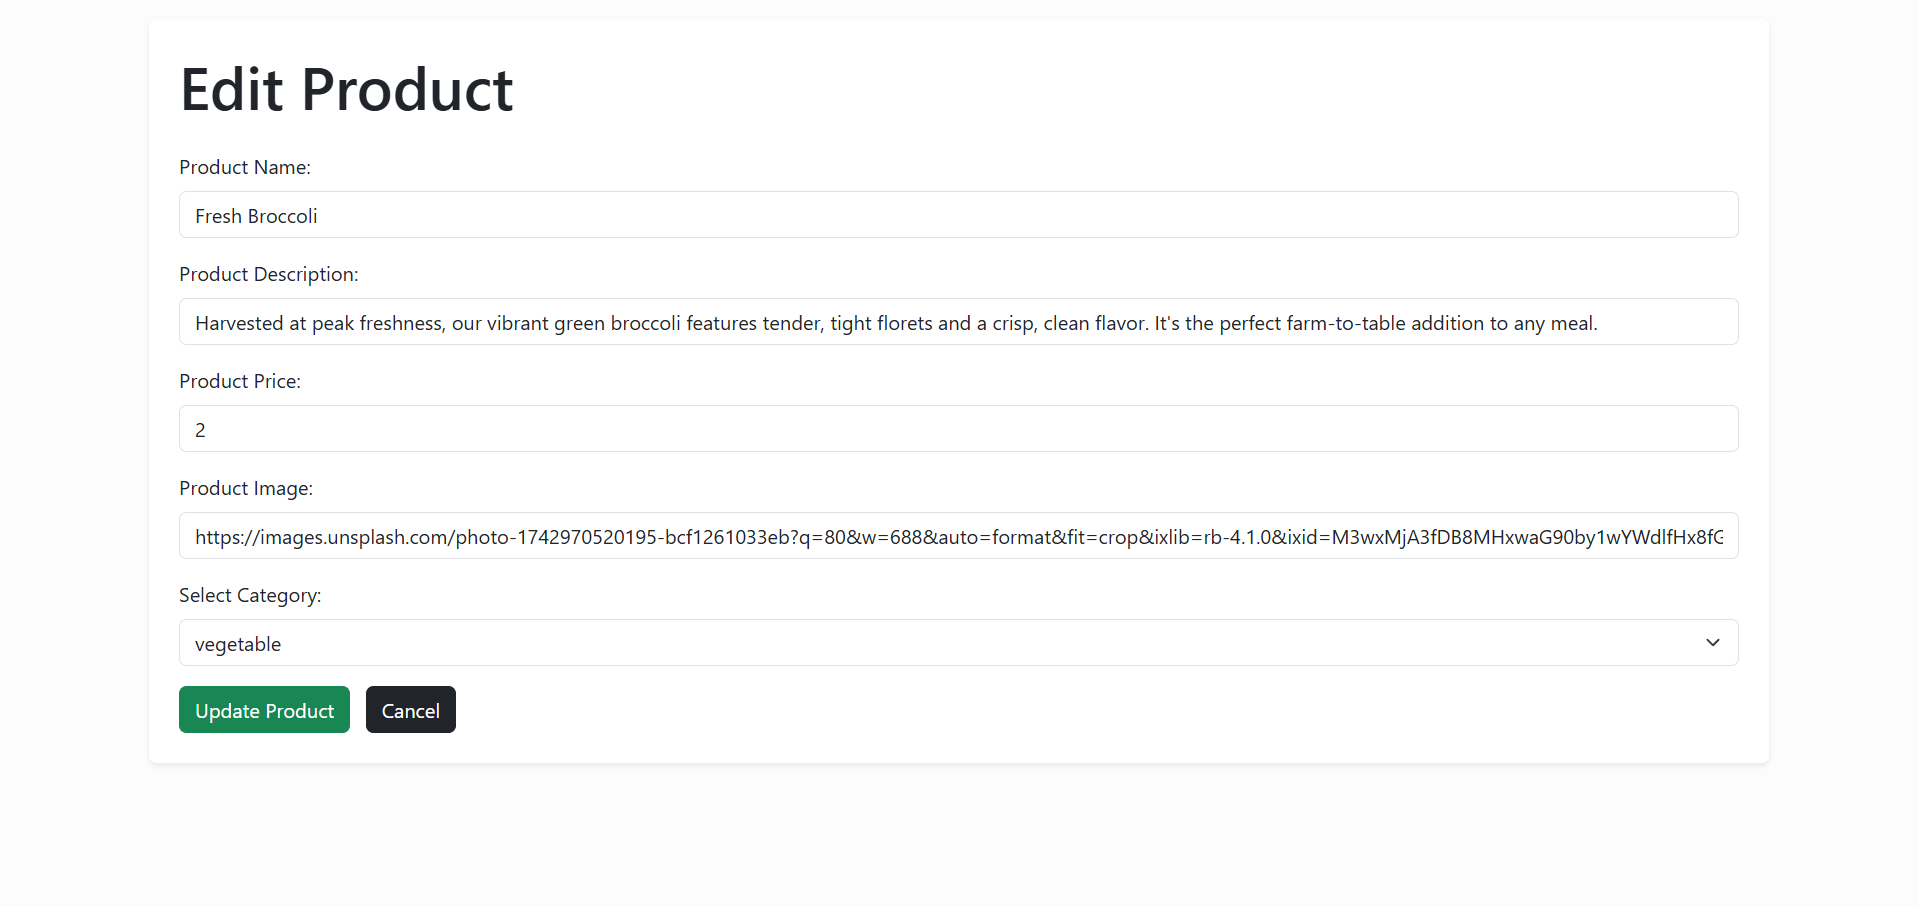 Edit Product
Product Name:
Fresh Broccoli
Product Description:
Harvested at peak freshness, our vibrant green broccoli features tender, tight florets and a crisp, clean flavor. It's the perfect farm-to-table addition to any meal.
Product Price:
2
Product Image:
https://images.unsplash.com/photo-1742970520195-bcf1261033eb?q=80&w=688&auto=format&fit=crop&ixlib=rb-4.1.0&ixid=M3wxMjA3fDB8MHxwaG90by1wYWdlfHx8fG
Select Category:
vegetable
Update Product
Cancel